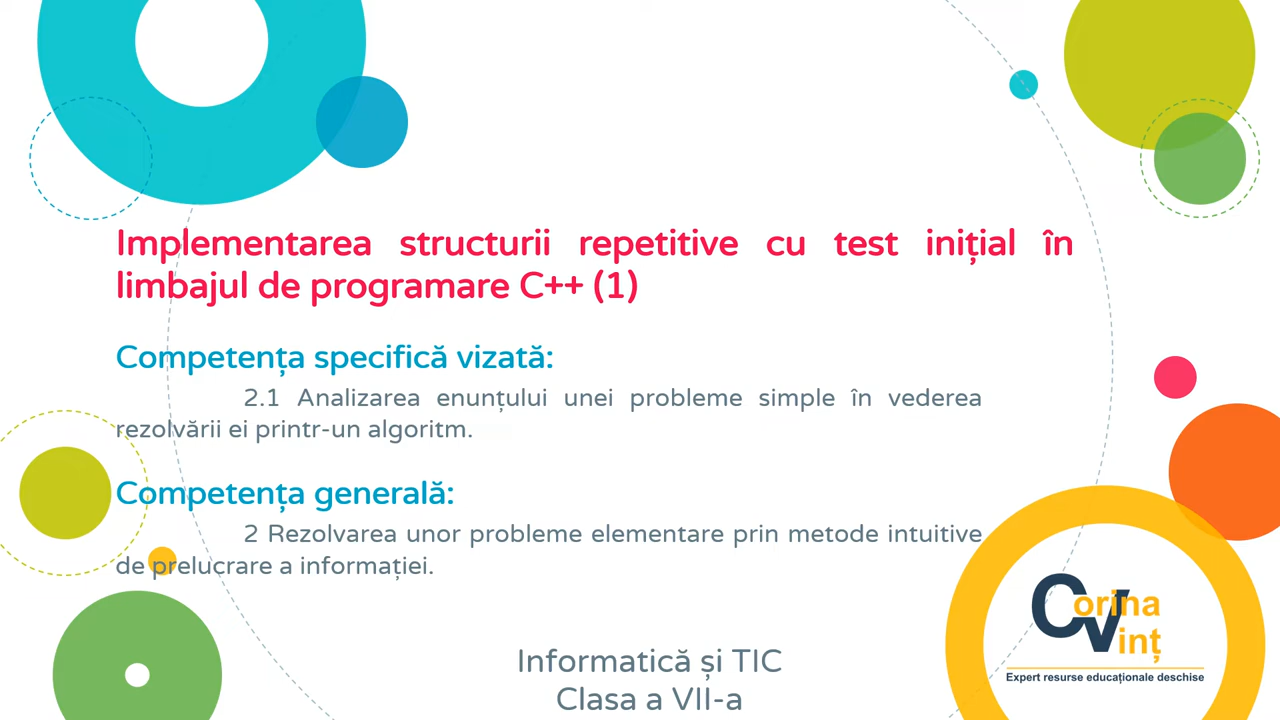 Implementarea structurii repetitive cu test inițial în
limbajul de programare C++ (1)
Competența specifică vizată:
2.1 Analizarea enunțului unei probleme simple în vederea
rezolvării ei printr-un algoritm.
Competența generală:
2 Rezolvarea unor probleme elementare prin metode intuitive
de prelucrare a informației.
Informatică și TIC
Clasa a VII-a
Corina
Vinț
Expert resurse educaționale deschise